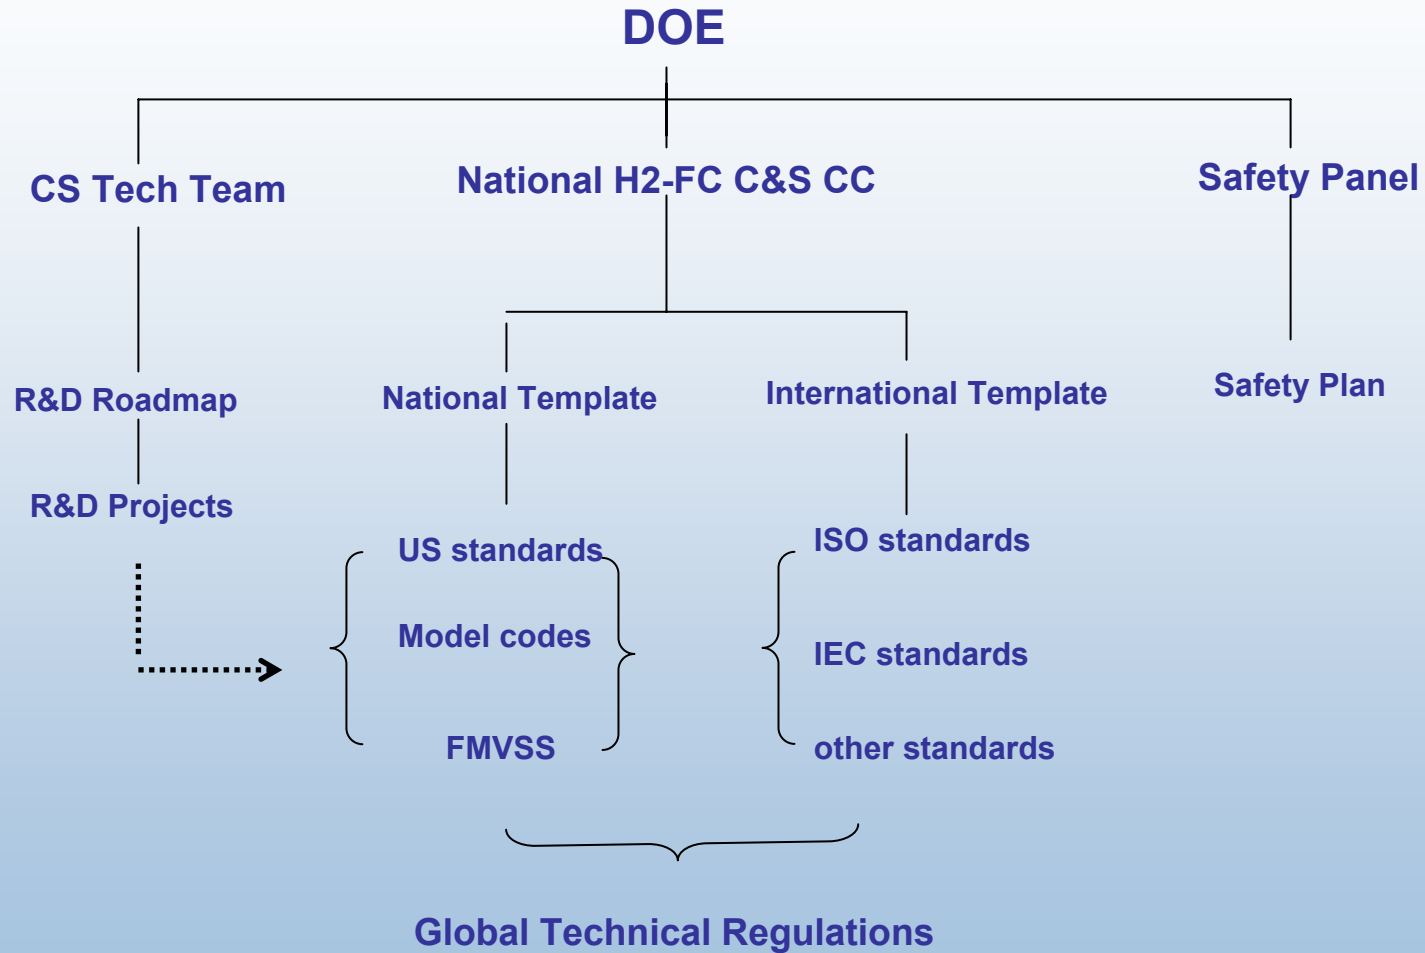 DOE
CS Tech Team
National H2-FC C&S CC
Safety Panel
R&D Roadmap
National Template
International Template
Safety Plan
R&D Projects
US standards
ISO standards
Model codes
IEC standards
FMVSS
other standards
Global Technical Regulations